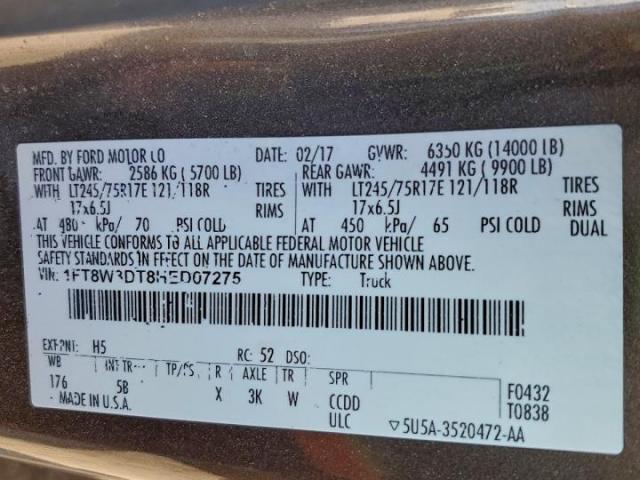 MFD. BY FORD MOTOR CO DATE: 02/17 GVWR: 6350 KG (14000 LB)
FRONT GAWR: 2586 KG (5700 LB) REAR GAWR: 4491 KG (9900 LB)
WITH LT245/75R17E 121/118R TIRES WITH LT245/75R17E 121/118R TIRES
17x6.5J RIMS 17x6.5J RIMS
AT 480 kPa/ 70 PSI COLD AT 450 kPa/ 65 PSI COLD DUAL
THIS VEHICLE CONFORMS TO ALL APPLICABLE FEDERAL MOTOR VEHICLE
SAFETY STANDARDS IN EFFECT ON THE DATE OF MANUFACTURE SHOWN ABOVE.
VIN: 1FT8W3DT8HED07275 TYPE: Truck
EXT PNT: H5 RC: 52 DSO:
WB INT TR TP/PS R AXLE TR SPR
176 5B X 3K W CCDD F0432
MADE IN U.S.A. ULC T0838
▽5U5A-3520472-AA